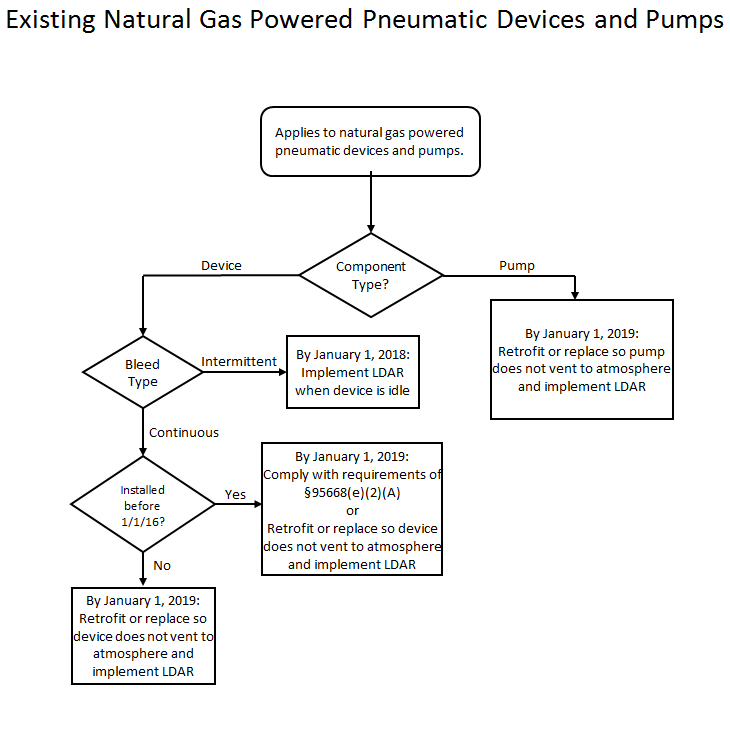 Existing Natural Gas Powered Pneumatic Devices and Pumps
Applies to natural gas powered
pneumatic devices and pumps.
Component
Type?
Device
Pump
By January 1, 2019:
Retrofit or replace so pump
does not vent to atmosphere
and implement LDAR
Bleed
Type
Intermittent
By January 1, 2018:
Implement LDAR
when device is idle
Continuous
Installed
before
1/1/16?
Yes
By January 1, 2019:
Comply with requirements of
§95668(e)(2)(A)
or
Retrofit or replace so device
does not vent to atmosphere
and implement LDAR
No
By January 1, 2019:
Retrofit or replace so
device does not vent to
atmosphere and
implement LDAR